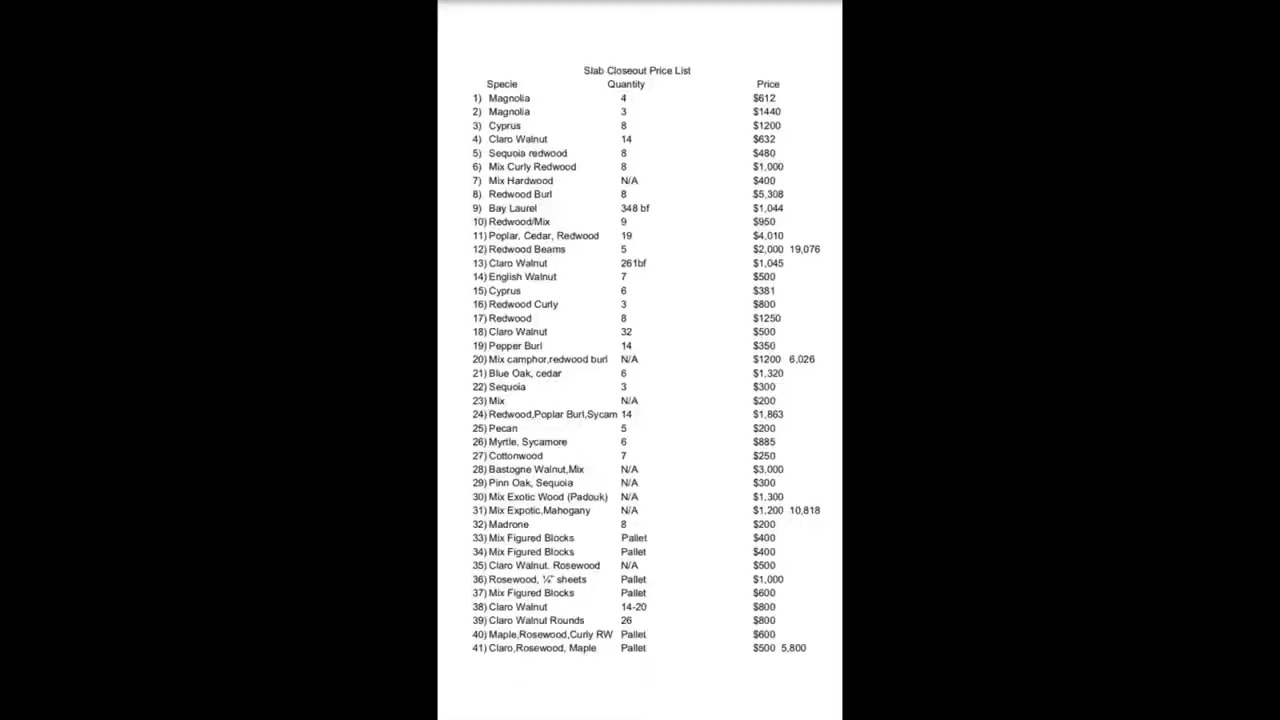 Slab Closeout Price List
Specie Quantity Price
1) Magnolia 4 $612
2) Magnolia 3 $1440
3) Cyprus 8 $1200
4) Claro Walnut 14 $632
5) Sequoia redwood 8 $480
6) Mix Curly Redwood 8 $1,000
7) Mix Hardwood N/A $400
8) Redwood Burl 8 $5,308
9) Bay Laurel 348 bf $1,044
10) Redwood/Mix 9 $950
11) Poplar, Cedar, Redwood 19 $4,010
12) Redwood Beams 5 $2,000 19,076
13) Claro Walnut 261bf $1,045
14) English Walnut 7 $500
15) Cyprus 6 $381
16) Redwood Curly 3 $800
17) Redwood 8 $1250
18) Claro Walnut 32 $500
19) Pepper Burl 14 $350
20) Mix camphor,redwood burl N/A $1200 6,026
21) Blue Oak, cedar 6 $1,320
22) Sequoia 3 $300
23) Mix N/A $200
24) Redwood,Poplar Burl,Sycam 14 $1,863
25) Pecan 5 $200
26) Myrtle, Sycamore 6 $885
27) Cottonwood 7 $250
28) Bastogne Walnut,Mix N/A $3,000
29) Pinn Oak, Sequoia N/A $300
30) Mix Exotic Wood (Padouk) N/A $1,300
31) Mix Expotic,Mahogany N/A $1,200 10,818
32) Madrone 8 $200
33) Mix Figured Blocks Pallet $400
34) Mix Figured Blocks Pallet $400
35) Claro Walnut. Rosewood N/A $500
36) Rosewood, ¼" sheets Pallet $1,000
37) Mix Figured Blocks Pallet $600
38) Claro Walnut 14-20 $800
39) Claro Walnut Rounds 26 $800
40) Maple,Rosewood,Curly RW Pallet $600
41) Claro,Rosewood, Maple Pallet $500 5,800